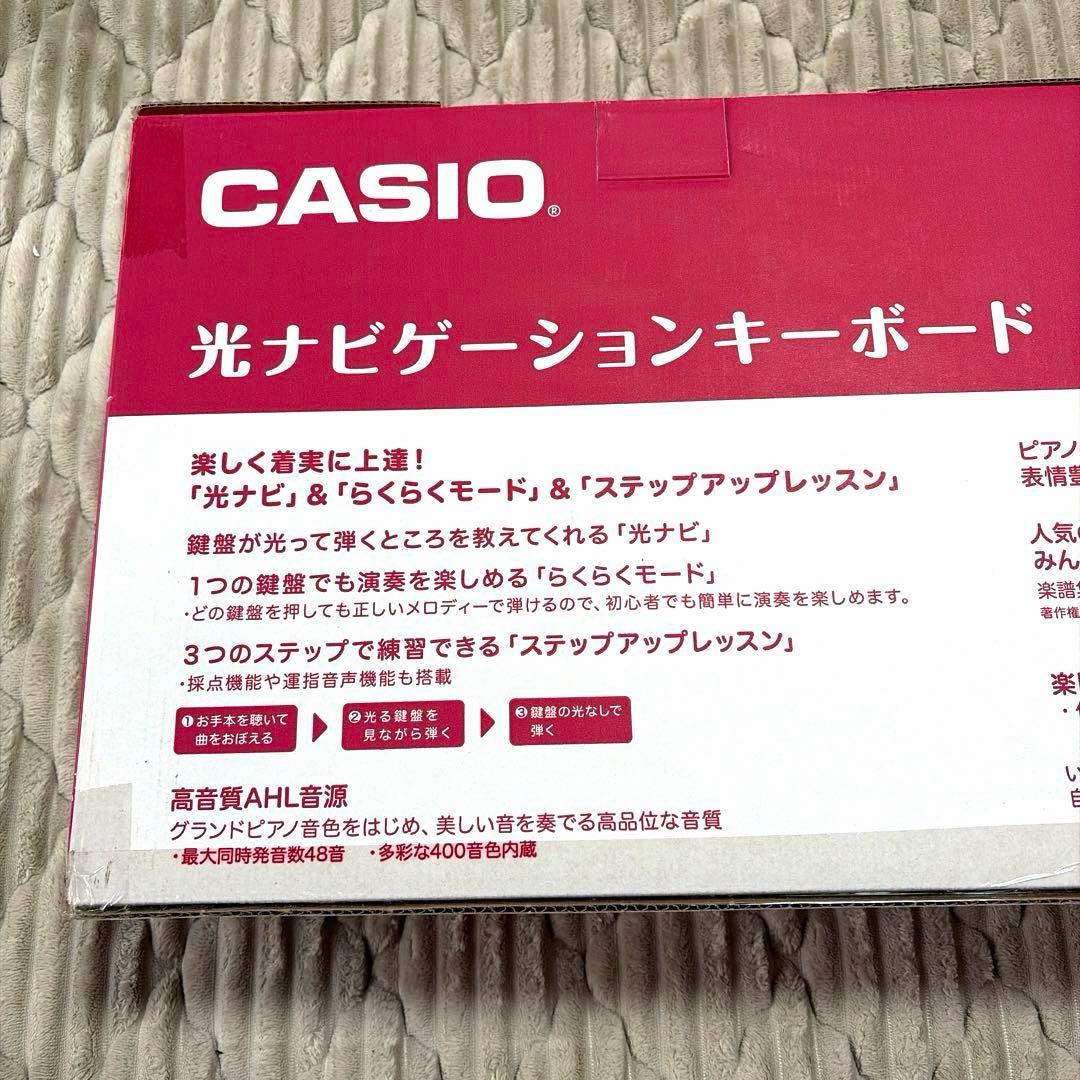 CASIO®
光ナビゲーションキーボード
楽しく着実に上達!
「光ナビ」&「らくらくモード」&「ステップアップレッスン」
鍵盤が光って弾くところを教えてくれる「光ナビ」
1つの鍵盤でも演奏を楽しめる「らくらくモード」
・どの鍵盤を押しても正しいメロディーで弾けるので、初心者でも簡単に演奏を楽しめます。
3つのステップで練習できる「ステップアップレッスン」
・採点機能や運指音声機能も搭載
❶お手本を聴いて
曲をおぼえる
❷光る鍵盤を
見ながら弾く
❸鍵盤の光なしで
弾く
高音質AHL音源
グランドピアノ音色をはじめ、美しい音を奏でる高品位な音質
・最大同時発音数48音 ・多彩な400音色内蔵
ピアノ
表情豊
人気の
みん
楽譜集
著作権